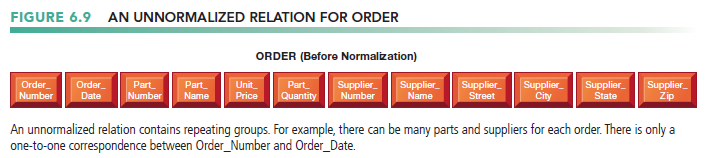 FIGURE 6.9 AN UNNORMALIZED RELATION FOR ORDER
ORDER (Before Normalization)
Order_ Order_ Part_ Part_ Unit_ Part_ Supplier_ Supplier_ Supplier_ Supplier_ Supplier_ Supplier_
Number Date Number Name Price Quantity Number Name Street City State Zip
An unnormalized relation contains repeating groups. For example, there can be many parts and suppliers for each order. There is only a
one-to-one correspondence between Order_Number and Order_Date.